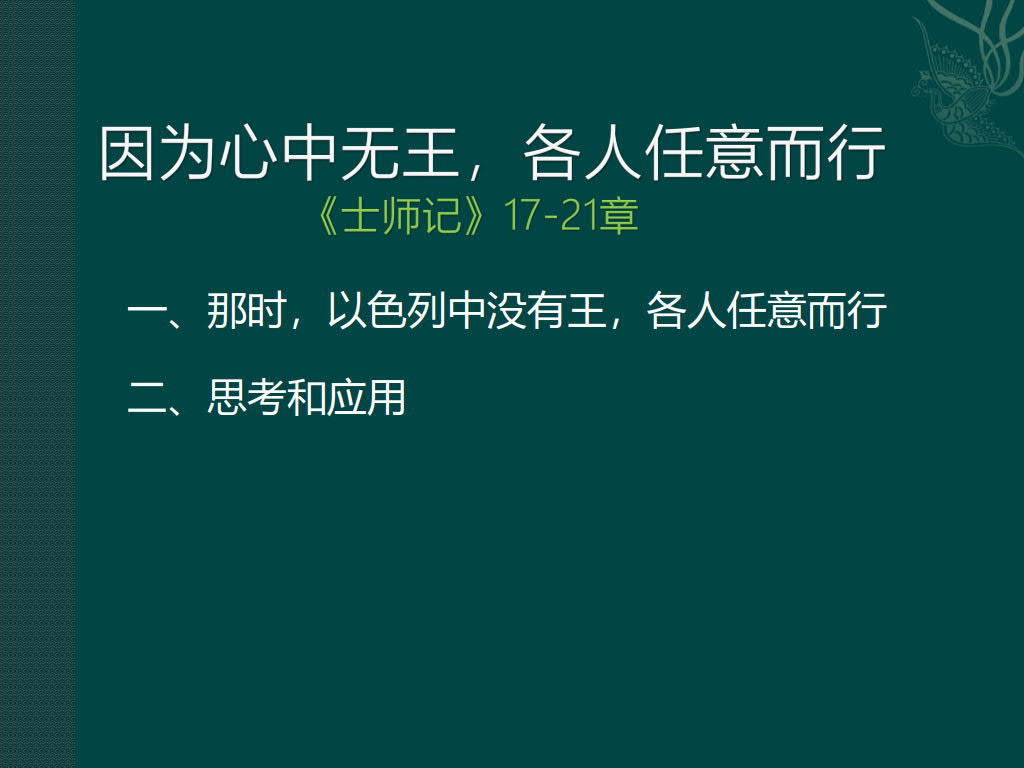 因为心中无王，各人任意而行
《士师记》17-21章
一、那时，以色列中没有王，各人任意而行
二、思考和应用